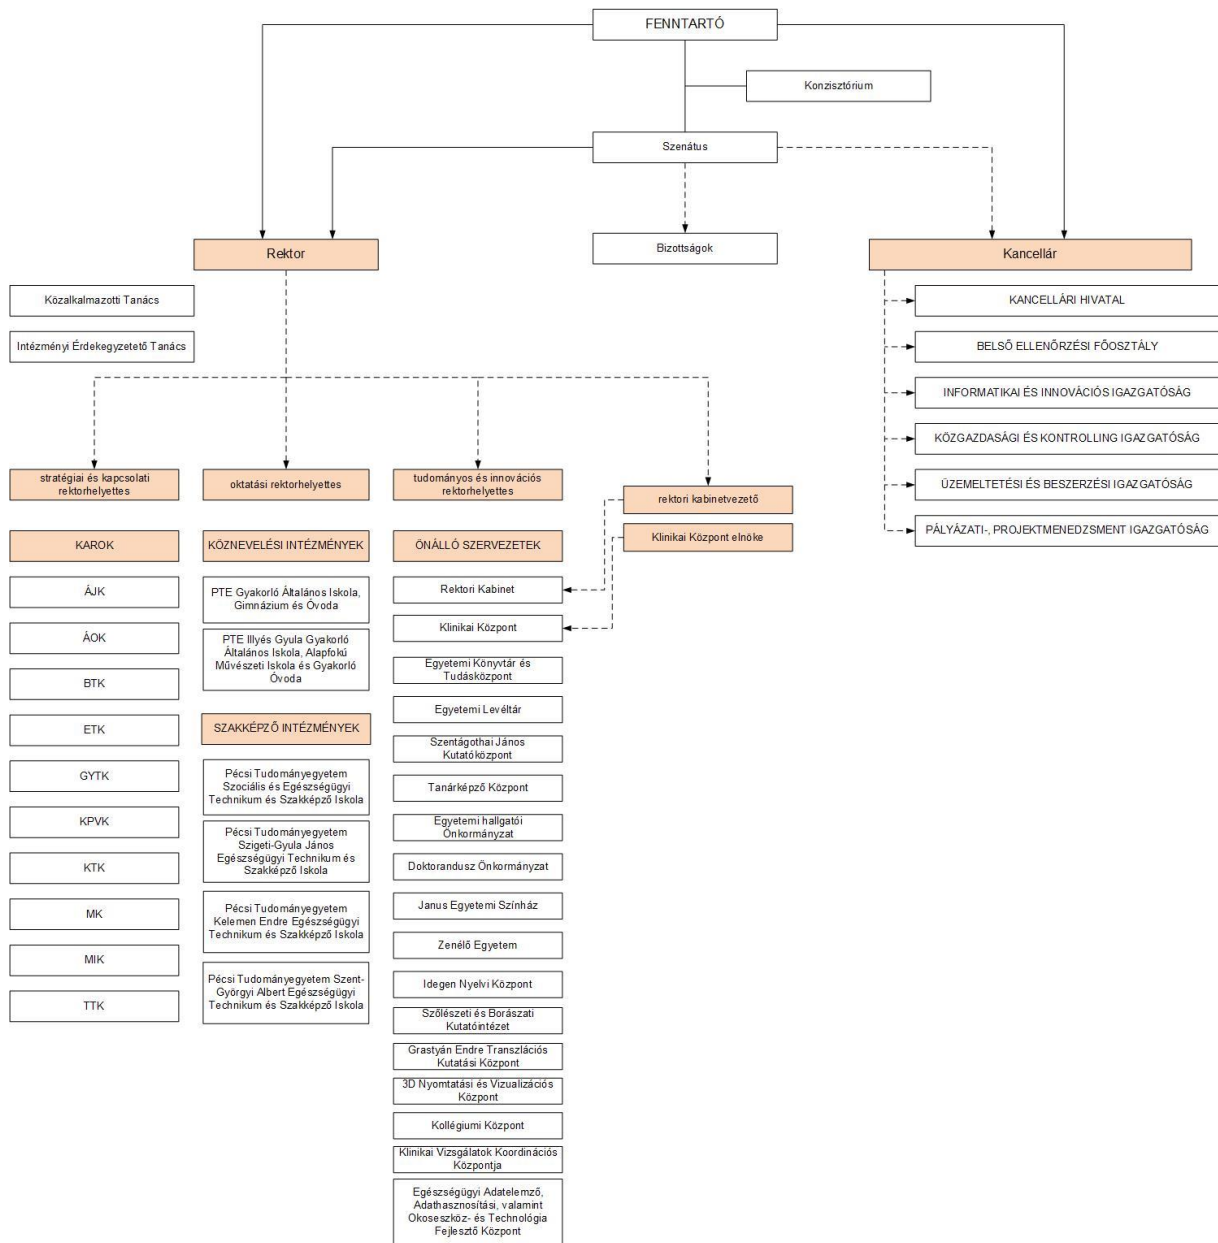 FENNTARTÓ
Konzisztórium
Szenátus
Bizottságok
Rektor
Kancellár
Közalkalmazotti Tanács
Intézményi Érdekegyzetető Tanács
KANCELLÁRI HIVATAL
BELSŐ ELLENŐRZÉSI FŐOSZTÁLY
INFORMATIKAI ÉS INNOVÁCIÓS IGAZGATÓSÁG
KÖZGAZDASÁGI ÉS KONTROLLING IGAZGATÓSÁG
ÜZEMELTETÉSI ÉS BESZERZÉSI IGAZGATÓSÁG
PÁLYÁZATI-, PROJEKTMENEDZSMENT IGAZGATÓSÁG
stratégiai és kapcsolati
rektorhelyettes
oktatási rektorhelyettes
tudományos és innovációs
rektorhelyettes
rektori kabinetvezető
Klinikai Központ elnöke
KAROK
ÁJK
ÁOK
BTK
ETK
GYTK
KPVK
KTK
MK
MIK
TTK
KÖZNEVELÉSI INTÉZMÉNYEK
PTE Gyakorló Általános Iskola,
Gimnázium és Óvoda
PTE Illyés Gyula Gyakorló
Általános Iskola, Alapfokú
Művészeti Iskola és Gyakorló
Óvoda
SZAKKÉPZŐ INTÉZMÉNYEK
Pécsi Tudományegyetem
Szociális és Egészségügyi
Technikum és Szakképző Iskola
Pécsi Tudományegyetem
Szigeti-Gyula János
Egészségügyi Technikum és
Szakképző Iskola
Pécsi Tudományegyetem
Kelemen Endre Egészségügyi
Technikum és Szakképző Iskola
Pécsi Tudományegyetem Szent-
Györgyi Albert Egészségügyi
Technikum és Szakképző Iskola
ÖNÁLLÓ SZERVEZETEK
Rektori Kabinet
Klinikai Központ
Egyetemi Könyvtár és
Tudásközpont
Egyetemi Levéltár
Szentágothai János
Kutatóközpont
Tanárképző Központ
Egyetemi hallgatói
Önkormányzat
Doktorandusz Önkormányzat
Janus Egyetemi Színház
Zenélő Egyetem
Idegen Nyelvi Központ
Szőlészeti és Borászati
Kutatóintézet
Grastyán Endre Transzlációs
Kutatási Központ
3D Nyomtatási és Vizualizációs
Központ
Kollégiumi Központ
Klinikai Vizsgálatok Koordinációs
Központja
Egészségügyi Adatelemző,
Adathasznosítási, valamint
Okoseszköz- és Technológia
Fejlesztő Központ